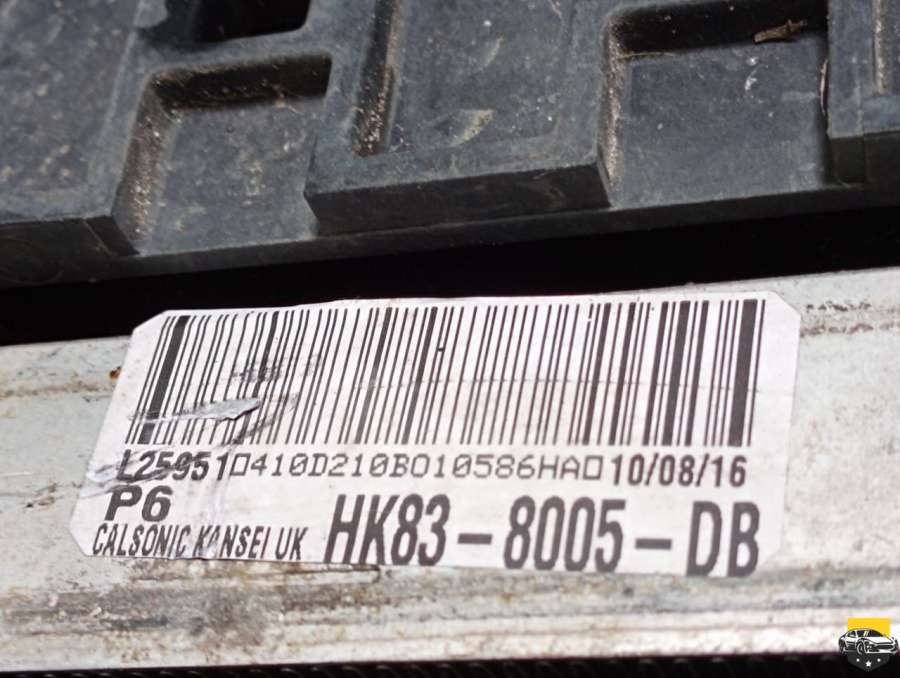 L25951◻410D210B010586HA◻10/08/16
P6
CALSONIC KANSEI UK HK83-8005-DB